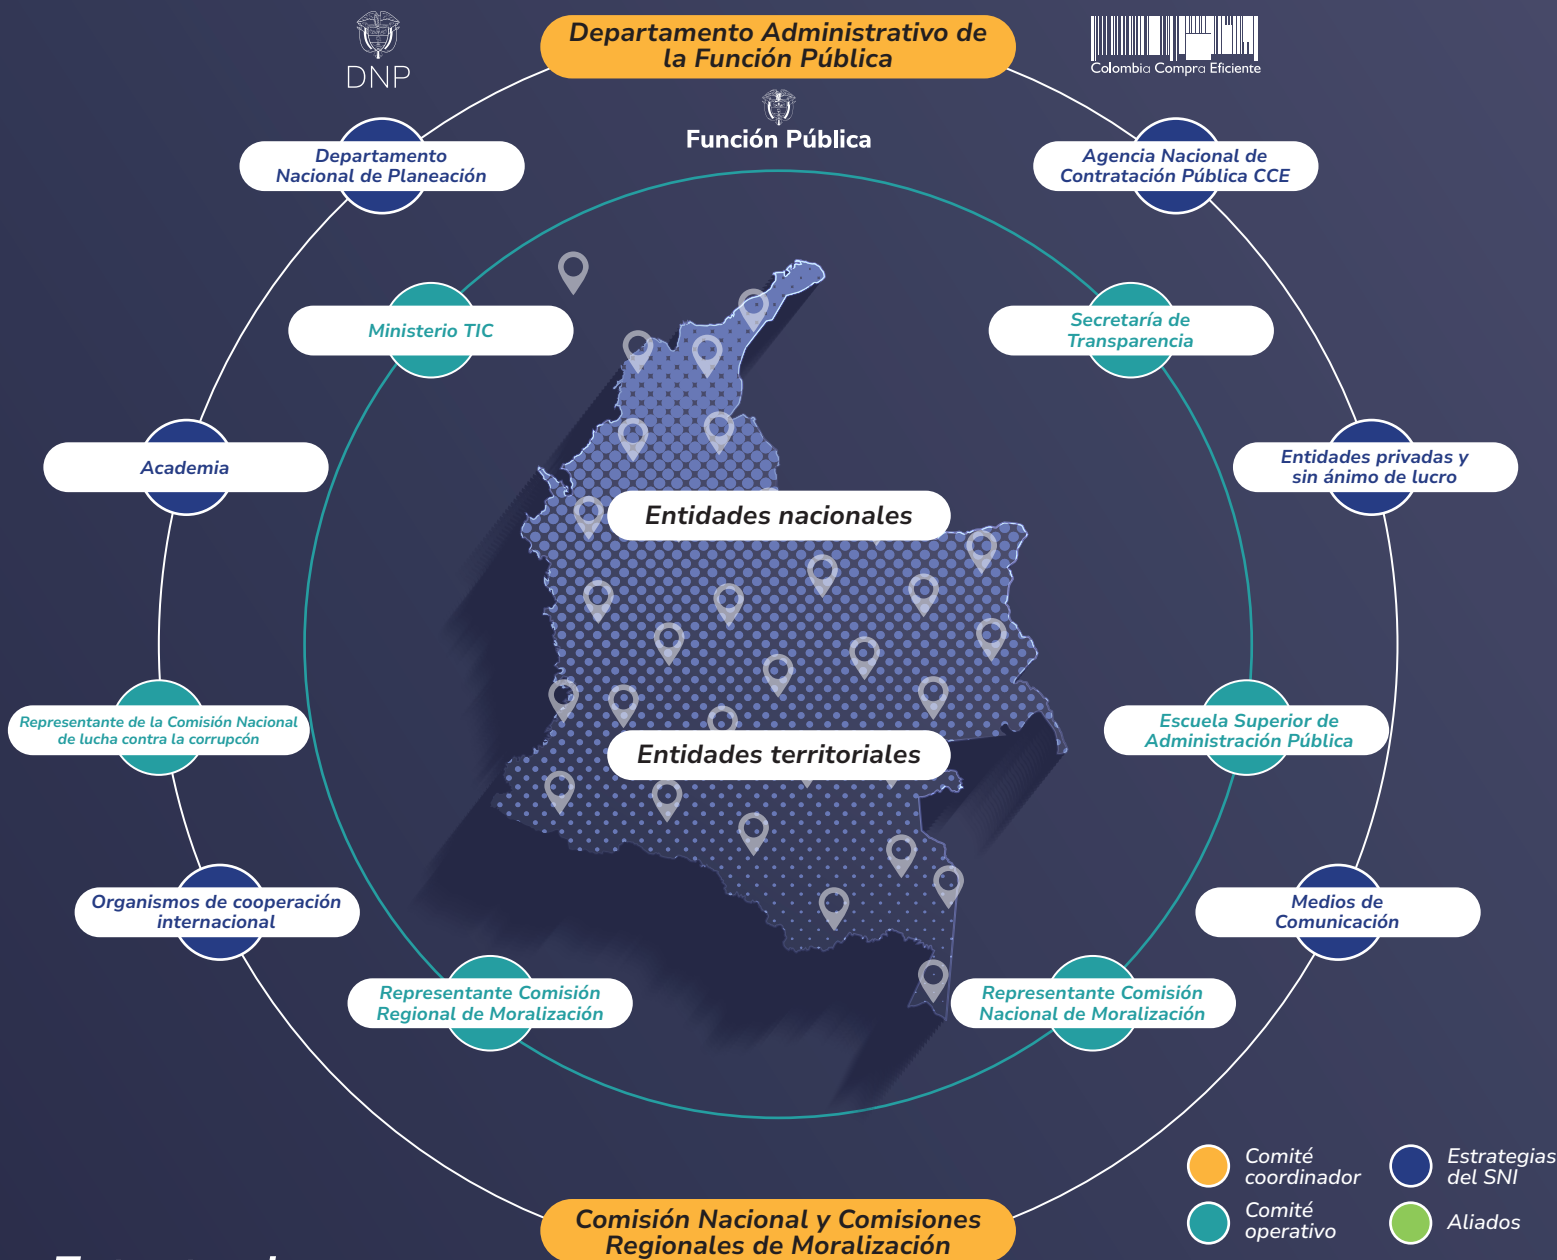 Departamento Administrativo de
la Función Pública
DNP
Colombia Compra Eficiente
Función Pública
Departamento
Nacional de Planeación
Agencia Nacional de
Contratación Pública CCE
Ministerio TIC
Secretaría de
Transparencia
Academia
Entidades privadas y
sin ánimo de lucro
Entidades nacionales
Representante de la Comisión Nacional
de lucha contra la corrupcón
Escuela Superior de
Administración Pública
Entidades territoriales
Organismos de cooperación
internacional
Medios de
Comunicación
Representante Comisión
Regional de Moralización
Representante Comisión
Nacional de Moralización
Comité
coordinador
Estrategias
del SNI
Comité
operativo
Aliados
Comisión Nacional y Comisiones
Regionales de Moralización